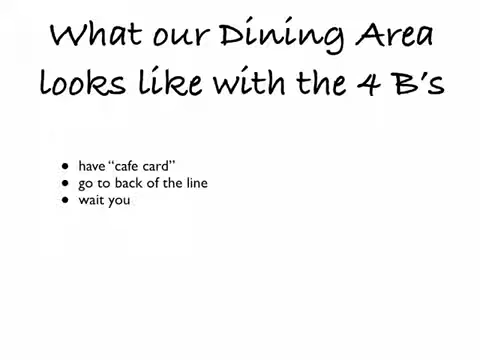 What our Dining Area
looks like with the 4 B's
• have “cafe card”
• go to back of the line
• wait you